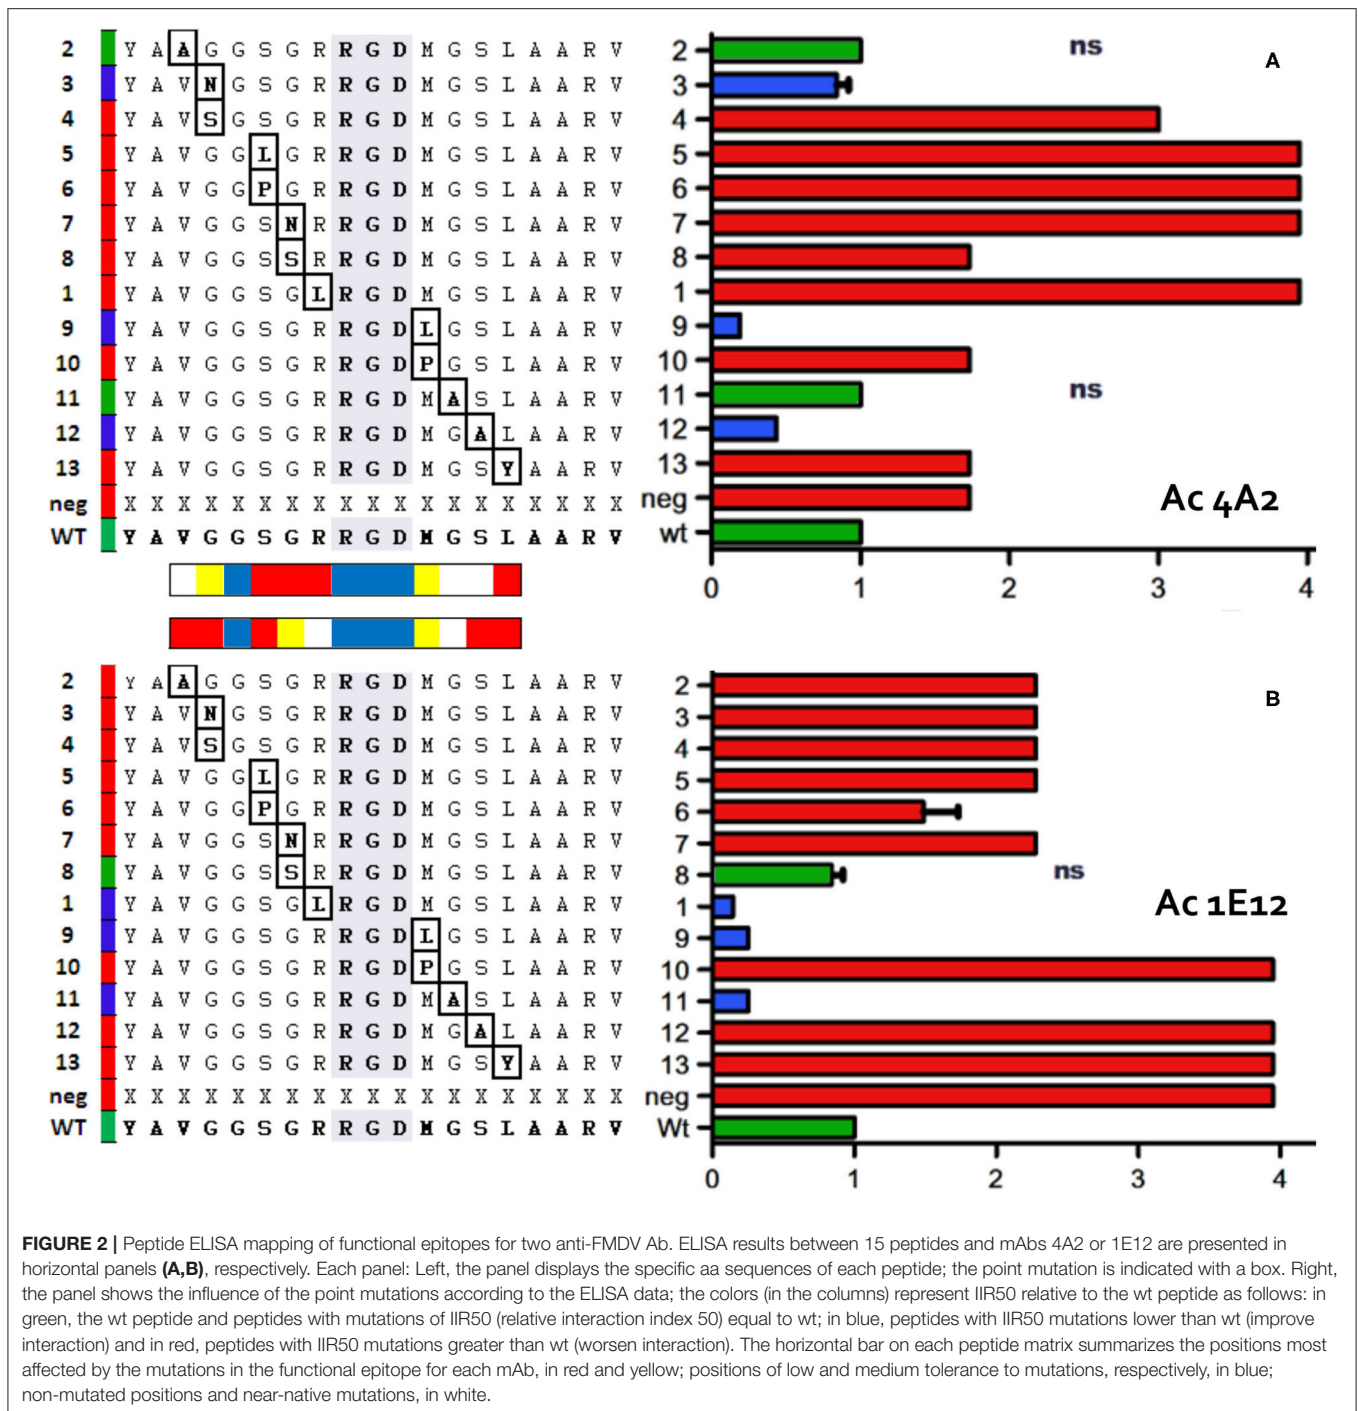 A
2 Y A A G G S G R R G D M G S L A A R V
3 Y A V N G S G R R G D M G S L A A R V
4 Y A V S G S G R R G D M G S L A A R V
5 Y A V G G L G R R G D M G S L A A R V
6 Y A V G G P G R R G D M G S L A A R V
7 Y A V G G S N R R G D M G S L A A R V
8 Y A V G G S S R R G D M G S L A A R V
1 Y A V G G S G L R G D M G S L A A R V
9 Y A V G G S G R R G D L G S L A A R V
10 Y A V G G S G R R G D P G S L A A R V
11 Y A V G G S G R R G D M A S L A A R V
12 Y A V G G S G R R G D M G A L A A R V
13 Y A V G G S G R R G D M G S Y A A R V
neg X X X X X X X X X X X X X X X X X X X
WT Y A V G G S G R R G D M G S L A A R V
2 ns
3
4
5
6
7
8
1
9
10
11 ns
12
13
neg Ac 4A2
wt
0 1 2 3 4
B
2 Y A A G G S G R R G D M G S L A A R V
3 Y A V N G S G R R G D M G S L A A R V
4 Y A V S G S G R R G D M G S L A A R V
5 Y A V G G L G R R G D M G S L A A R V
6 Y A V G G P G R R G D M G S L A A R V
7 Y A V G G S N R R G D M G S L A A R V
8 Y A V G G S S R R G D M G S L A A R V
1 Y A V G G S G L R G D M G S L A A R V
9 Y A V G G S G R R G D L G S L A A R V
10 Y A V G G S G R R G D P G S L A A R V
11 Y A V G G S G R R G D M A S L A A R V
12 Y A V G G S G R R G D M G A L A A R V
13 Y A V G G S G R R G D M G S Y A A R V
neg X X X X X X X X X X X X X X X X X X X
WT Y A V G G S G R R G D M G S L A A R V
2
3
4
5
6
7
8 ns
1 Ac 1E12
9
10
11
12
13
neg
Wt
0 1 2 3 4
FIGURE 2 | Peptide ELISA mapping of functional epitopes for two anti-FMDV Ab. ELISA results between 15 peptides and mAbs 4A2 or 1E12 are presented in
horizontal panels (A,B), respectively. Each panel: Left, the panel displays the specific aa sequences of each peptide; the point mutation is indicated with a box. Right,
the panel shows the influence of the point mutations according to the ELISA data; the colors (in the columns) represent IIR50 relative to the wt peptide as follows: in
green, the wt peptide and peptides with mutations of IIR50 (relative interaction index 50) equal to wt; in blue, peptides with IIR50 mutations lower than wt (improve
interaction) and in red, peptides with IIR50 mutations greater than wt (worsen interaction). The horizontal bar on each peptide matrix summarizes the positions most
affected by the mutations in the functional epitope for each mAb, in red and yellow; positions of low and medium tolerance to mutations, respectively, in blue;
non-mutated positions and near-native mutations, in white.